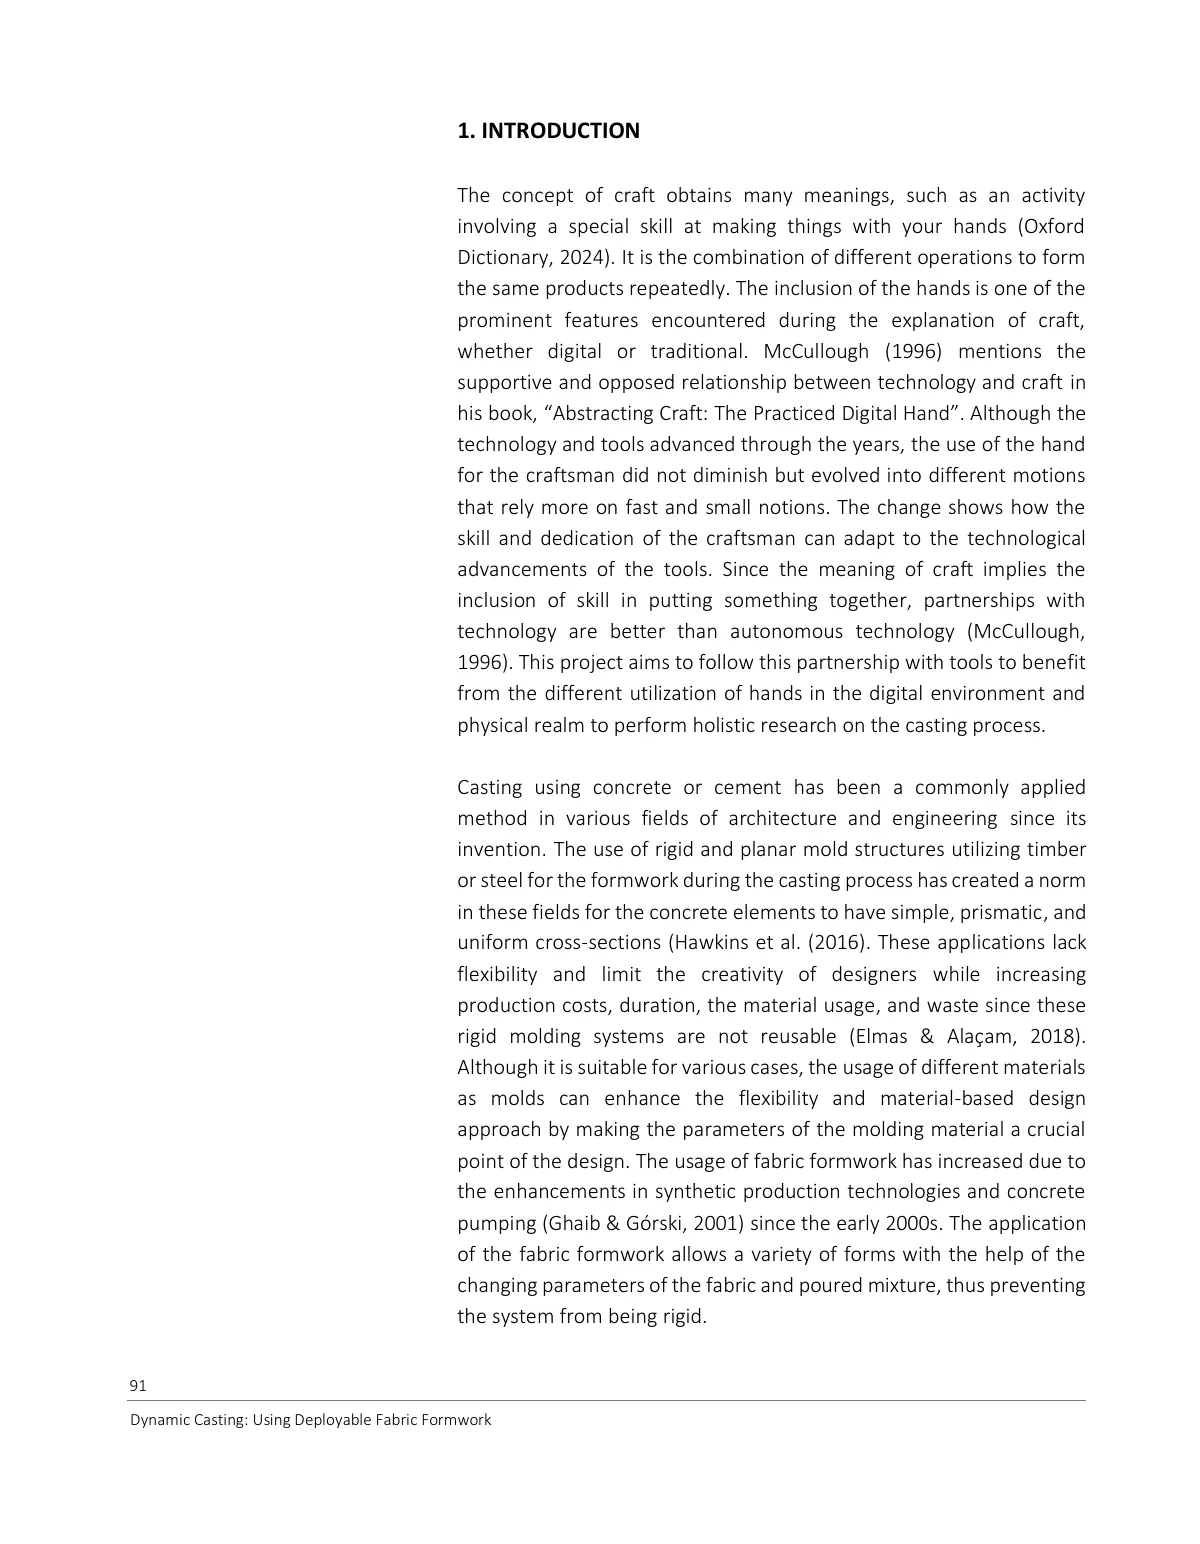 1. INTRODUCTION
The concept of craft obtains many meanings, such as an activity
involving a special skill at making things with your hands (Oxford
Dictionary, 2024). It is the combination of different operations to form
the same products repeatedly. The inclusion of the hands is one of the
prominent features encountered during the explanation of craft,
whether digital or traditional. McCullough (1996) mentions the
supportive and opposed relationship between technology and craft in
his book, “Abstracting Craft: The Practiced Digital Hand”. Although the
technology and tools advanced through the years, the use of the hand
for the craftsman did not diminish but evolved into different motions
that rely more on fast and small notions. The change shows how the
skill and dedication of the craftsman can adapt to the technological
advancements of the tools. Since the meaning of craft implies the
inclusion of skill in putting something together, partnerships with
technology are better than autonomous technology (McCullough,
1996). This project aims to follow this partnership with tools to benefit
from the different utilization of hands in the digital environment and
physical realm to perform holistic research on the casting process.
Casting using concrete or cement has been a commonly applied
method in various fields of architecture and engineering since its
invention. The use of rigid and planar mold structures utilizing timber
or steel for the formwork during the casting process has created a norm
in these fields for the concrete elements to have simple, prismatic, and
uniform cross-sections (Hawkins et al. (2016). These applications lack
flexibility and limit the creativity of designers while increasing
production costs, duration, the material usage, and waste since these
rigid molding systems are not reusable (Elmas & Alaçam, 2018).
Although it is suitable for various cases, the usage of different materials
as molds can enhance the flexibility and material-based design
approach by making the parameters of the molding material a crucial
point of the design. The usage of fabric formwork has increased due to
the enhancements in synthetic production technologies and concrete
pumping (Ghaib & Górski, 2001) since the early 2000s. The application
of the fabric formwork allows a variety of forms with the help of the
changing parameters of the fabric and poured mixture, thus preventing
the system from being rigid.
91
Dynamic Casting: Using Deployable Fabric Formwork